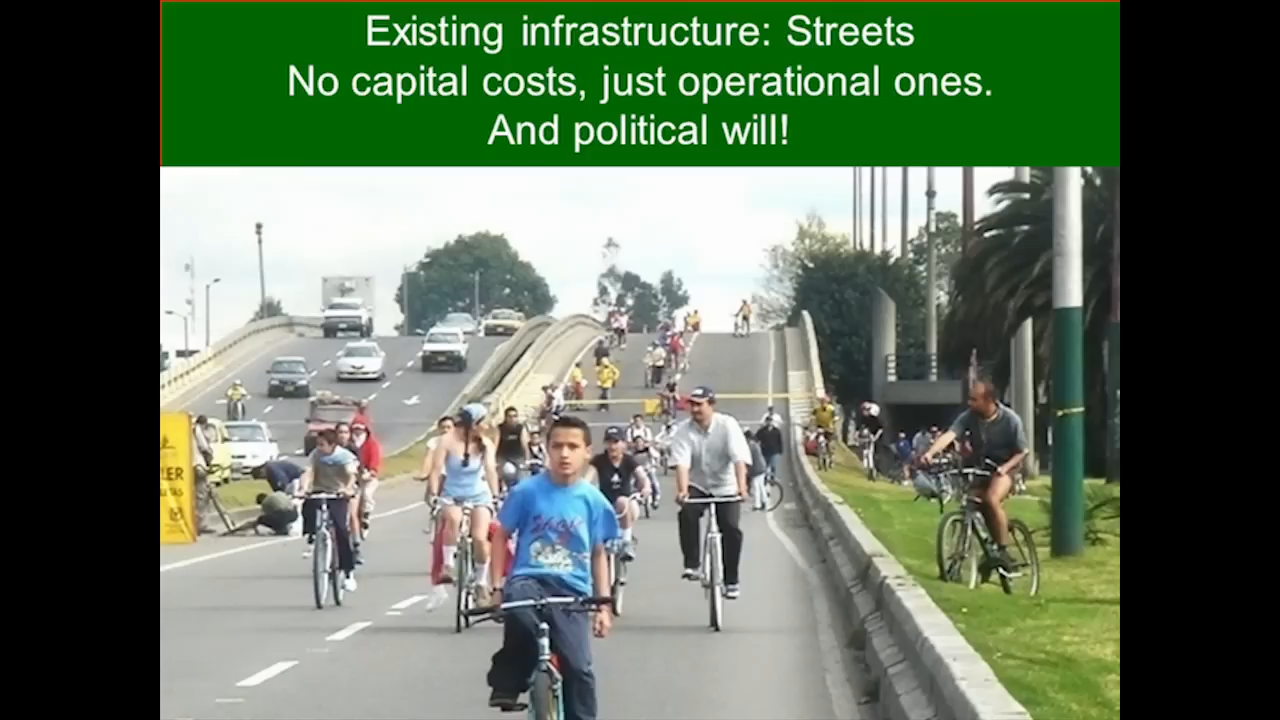 Existing infrastructure: Streets
No capital costs, just operational ones.
And political will!